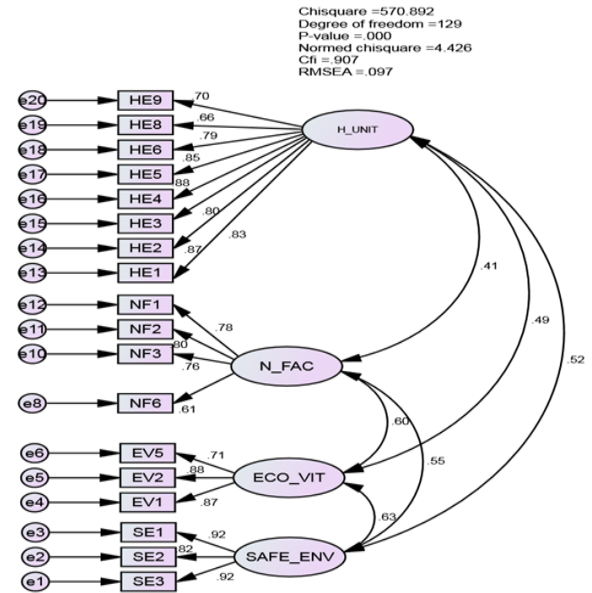 Chisquare =570.892
Degree of freedom =129
P-value =.000
Normed chisquare =4.426
Cfi =.907
RMSEA =.097
e20 HE9 .70
e19 HE8 .66
e18 HE6 .79
e17 HE5 .85
e16 HE4 .88
e15 HE3 .80
e14 HE2 .87
e13 HE1 .83
H_UNIT
.41
.49
.52
e12 NF1 .78
e11 NF2 .80
e10 NF3 .76
e8 NF6 .61
N_FAC
.60
.55
e6 EV5 .71
e5 EV2 .88
e4 EV1 .87
ECO_VIT
.63
e3 SE1 .92
e2 SE2 .82
e1 SE3 .92
SAFE_ENV